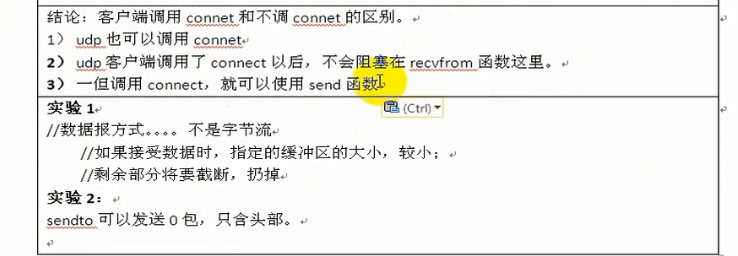 结论：客户端调用 connet 和不调 connet 的区别。
1） udp 也可以调用 connet
2） udp 客户端调用了 connect 以后，不会阻塞在 recvfrom 函数这里。
3） 一但调用 connect，就可以使用 send 函数
(Ctrl)
实验 1
//数据报方式。。。。不是字节流
//如果接受数据时，指定的缓冲区的大小，较小；
//剩余部分将要截断，扔掉
实验 2：
sendto 可以发送 0 包，只含头部。